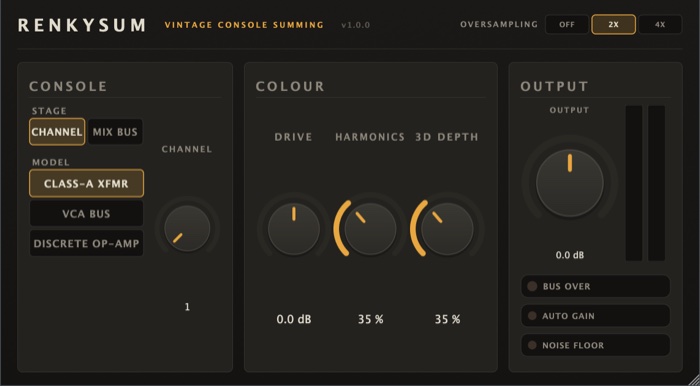 RENKYSUM VINTAGE CONSOLE SUMMING v1.0.0 OVERSAMPLING OFF 2X 4X
CONSOLE
STAGE
CHANNEL MIX BUS
MODEL
CLASS-A XFMR
VCA BUS
DISCRETE OP-AMP
CHANNEL
1
COLOUR
DRIVE HARMONICS 3D DEPTH
0.0 dB 35 % 35 %
OUTPUT
OUTPUT
0.0 dB
BUS OVER
AUTO GAIN
NOISE FLOOR